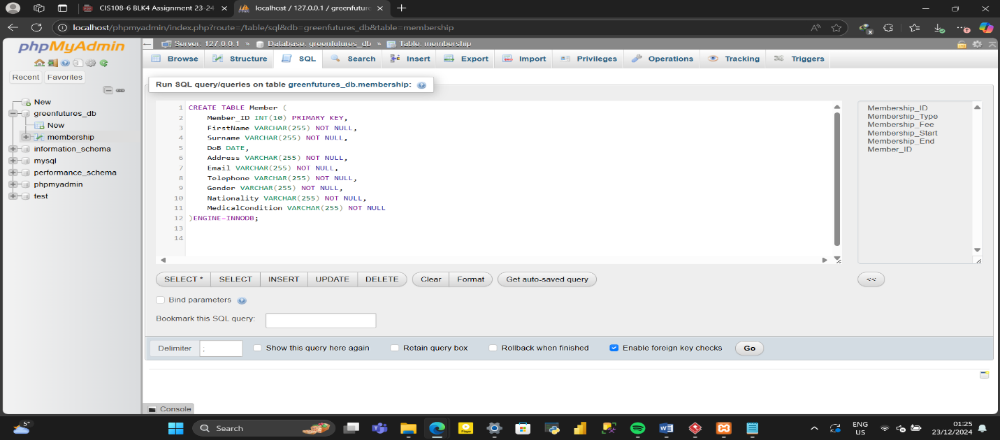 CIS108-6 BLK4 Assignment 23-24
localhost / 127.0.0.1 / greenfuture
localhost/phpmyadmin/index.php?route=/table/sql&db=greenfutures_db&table=membership
phpMyAdmin
Recent
Favorites
New
greenfutures_db
New
membership
information_schema
mysql
performance_schema
phpmyadmin
test
Server: 127.0.0.1 » Database: greenfutures_db » Table: membership
Browse Structure SQL Search Insert Export Import Privileges Operations Tracking Triggers
Run SQL query/queries on table greenfutures_db.membership:
1 CREATE TABLE Member (
2 Member_ID INT(10) PRIMARY KEY,
3 FirstName VARCHAR(255) NOT NULL,
4 Surname VARCHAR(255) NOT NULL,
5 DoB DATE,
6 Address VARCHAR(255) NOT NULL,
7 Email VARCHAR(255) NOT NULL,
8 Telephone VARCHAR(255) NOT NULL,
9 Gender VARCHAR(255) NOT NULL,
10 Nationality VARCHAR(255) NOT NULL,
11 MedicalCondition VARCHAR(255) NOT NULL
12 )ENGINE=INNODB;
13
14
Membership_ID
Membership_Type
Membership_Fee
Membership_Start
Membership_End
Member_ID
SELECT * SELECT INSERT UPDATE DELETE Clear Format Get auto-saved query <<
Bind parameters
Bookmark this SQL query:
Delimiter ; Show this query here again Retain query box Rollback when finished Enable foreign key checks Go
Console
5°
Search
ENG
US
01:25
23/12/2024